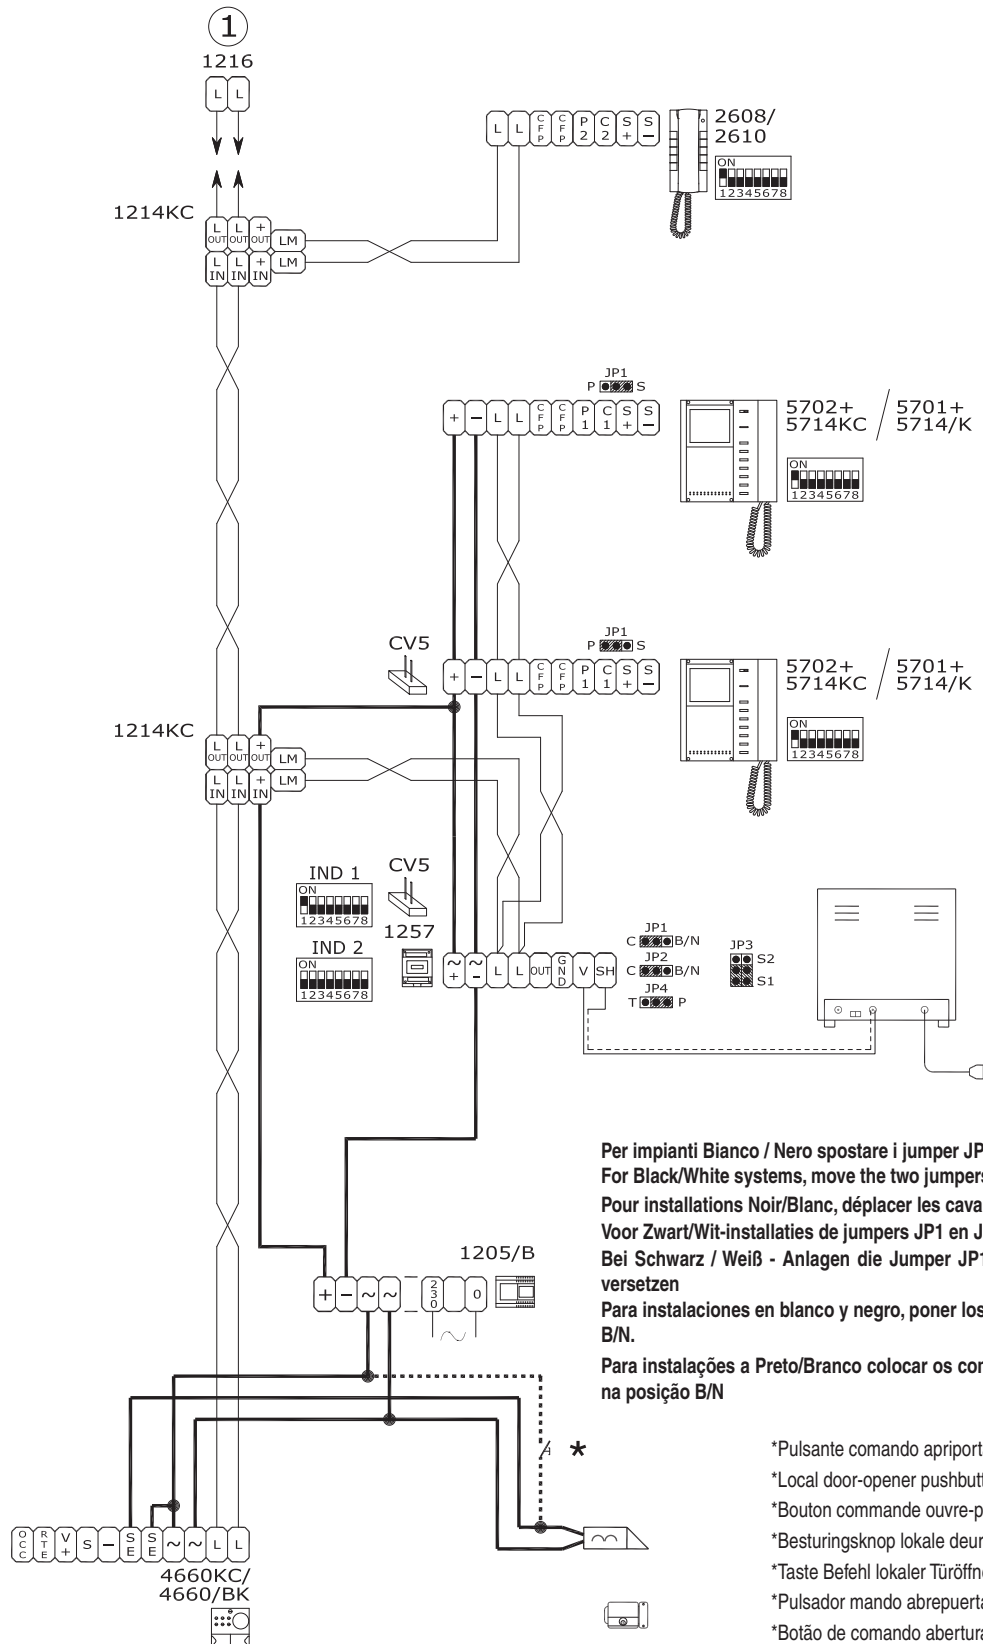 1
1216
L L
L L CFP CFP P2 C2 S+ S−
2608/
2610
ON
12345678
1214KC
L OUT L OUT + OUT LM
L IN L IN + IN LM
JP1
P S
+ − L L CFP CFP P1 C1 S+ S−
5702+
5714KC / 5701+
5714/K
ON
12345678
CV5
JP1
P S
+ − L L CFP CFP P1 C1 S+ S−
5702+
5714KC / 5701+
5714/K
ON
12345678
1214KC
L OUT L OUT + OUT LM
L IN L IN + IN LM
IND 1
ON
12345678
IND 2
ON
12345678
CV5
1257
~+ ~− L L OUT GND V SH
JP1
C B/N
JP2
C B/N
JP4
T P
JP3
S2
S1
Per impianti Bianco / Nero spostare i jumper JP
For Black/White systems, move the two jumpers
Pour installations Noir/Blanc, déplacer les cava
Voor Zwart/Wit-installaties de jumpers JP1 en J
Bei Schwarz / Weiß - Anlagen die Jumper JP1
versetzen
Para instalaciones en blanco y negro, poner los
B/N.
Para instalações a Preto/Branco colocar os con
na posição B/N
1205/B
+ − ~ ~ 230 0
~
*
*Pulsante comando apriport
*Local door-opener pushbutt
*Bouton commande ouvre-p
*Besturingsknop lokale deur
*Taste Befehl lokaler Türöffn
*Pulsador mando abrepuerta
*Botão de comando abertura
OCC RTE V+ S − SE SE ~ ~ L L
4660KC/
4660/BK